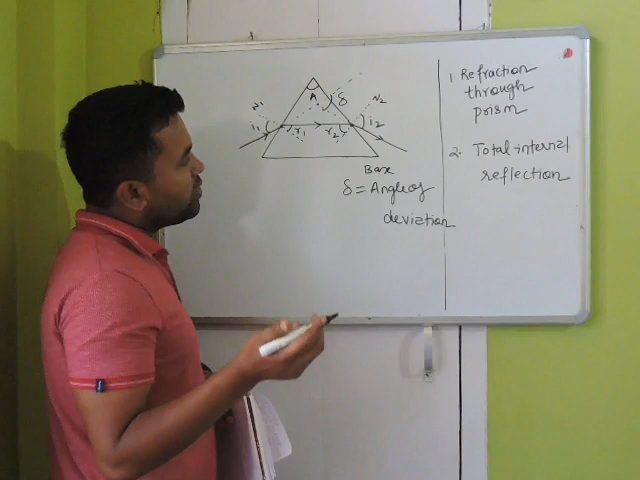 A
δ
N1
N2
i1
r1
r2
i2
Base
δ = Angle of
deviation
1. Refraction
through
prism
2. Total internal
reflection